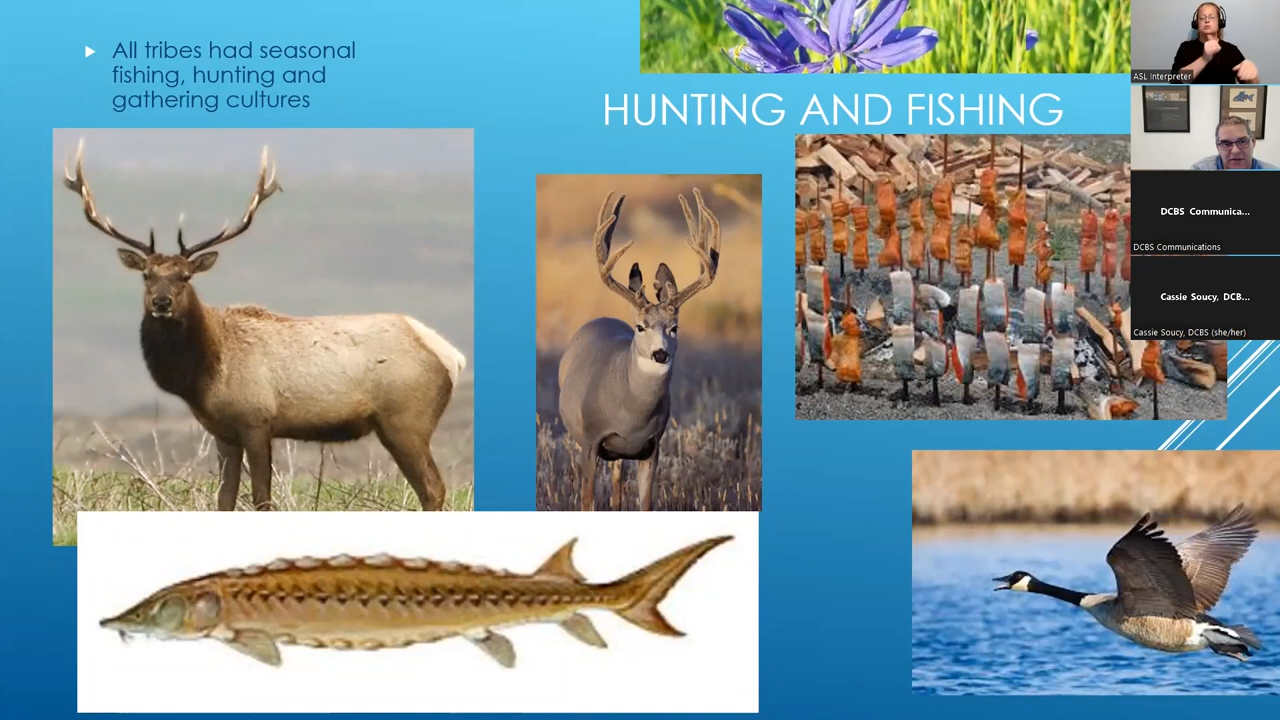 All tribes had seasonal
fishing, hunting and
gathering cultures
HUNTING AND FISHING
ASL Interpreter
DCBS Communica...
DCBS Communications
Cassie Soucy, DCB...
Cassie Soucy, DCBS (she/her)